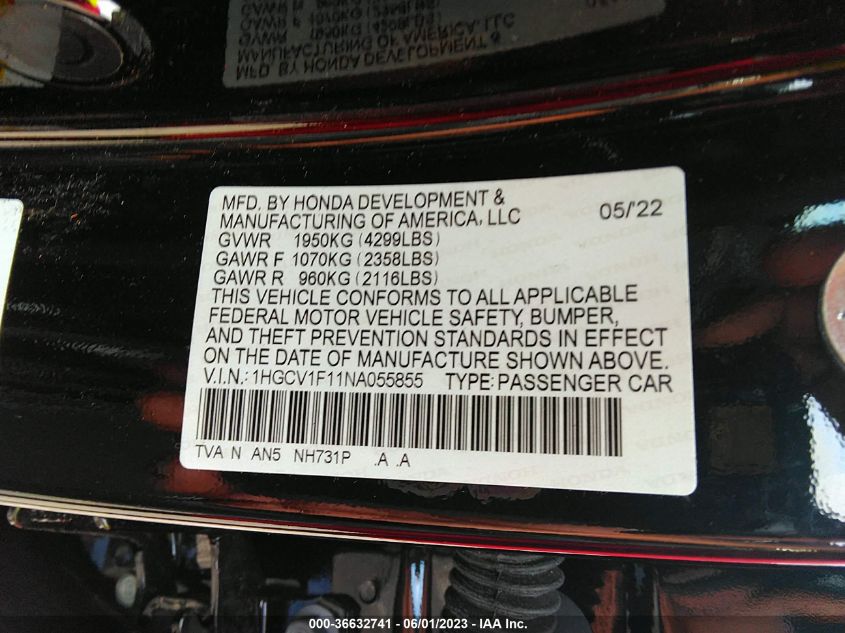 MFD. BY HONDA DEVELOPMENT &
MANUFACTURING OF AMERICA, LLC 05/'22
GVWR 1950KG (4299LBS)
GAWR F 1070KG (2358LBS)
GAWR R 960KG (2116LBS)
THIS VEHICLE CONFORMS TO ALL APPLICABLE
FEDERAL MOTOR VEHICLE SAFETY, BUMPER,
AND THEFT PREVENTION STANDARDS IN EFFECT
ON THE DATE OF MANUFACTURE SHOWN ABOVE.
V.I.N.: 1HGCV1F11NA055855 TYPE: PASSENGER CAR
TVA N AN5 NH731P .A .A
000-36632741 - 06/01/2023 - IAA Inc.